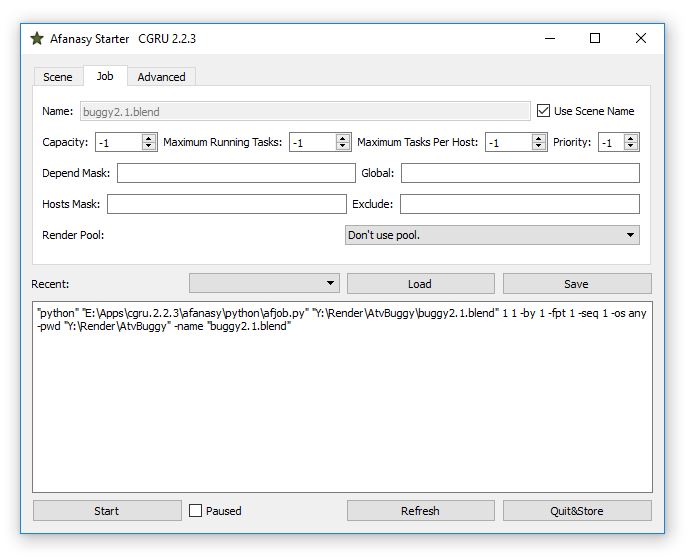 Afanasy Starter   CGRU 2.2.3
Scene Job Advanced
Name: buggy2.1.blend Use Scene Name
Capacity: -1 Maximum Running Tasks: -1 Maximum Tasks Per Host: -1 Priority: -1
Depend Mask: Global:
Hosts Mask: Exclude:
Render Pool: Don't use pool.
Recent: Load Save
"python" "E:\Apps\cgru.2.2.3\afanasy\python\afjob.py" "Y:\Render\AtvBuggy\buggy2.1.blend" 1 1 -by 1 -fpt 1 -seq 1 -os any
-pwd "Y:\Render\AtvBuggy" -name "buggy2.1.blend"
Start Paused Refresh Quit&Store